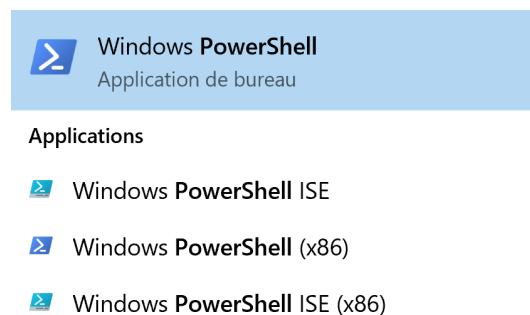 Windows PowerShell
Application de bureau
Applications
Windows PowerShell ISE
Windows PowerShell (x86)
Windows PowerShell ISE (x86)